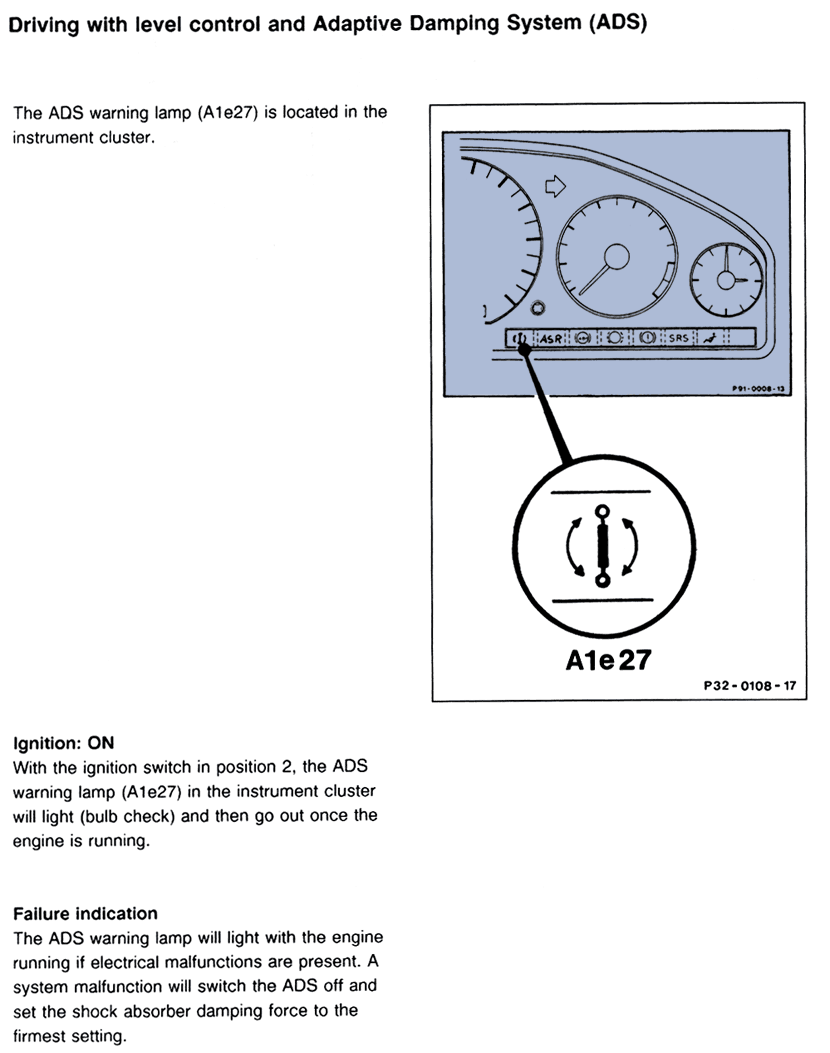 Driving with level control and Adaptive Damping System (ADS)
The ADS warning lamp (A1e27) is located in the
instrument cluster.
ASR
SRS
P91-0008-13
A1e27
P32-0108-17
Ignition: ON
With the ignition switch in position 2, the ADS
warning lamp (A1e27) in the instrument cluster
will light (bulb check) and then go out once the
engine is running.
Failure indication
The ADS warning lamp will light with the engine
running if electrical malfunctions are present. A
system malfunction will switch the ADS off and
set the shock absorber damping force to the
firmest setting.